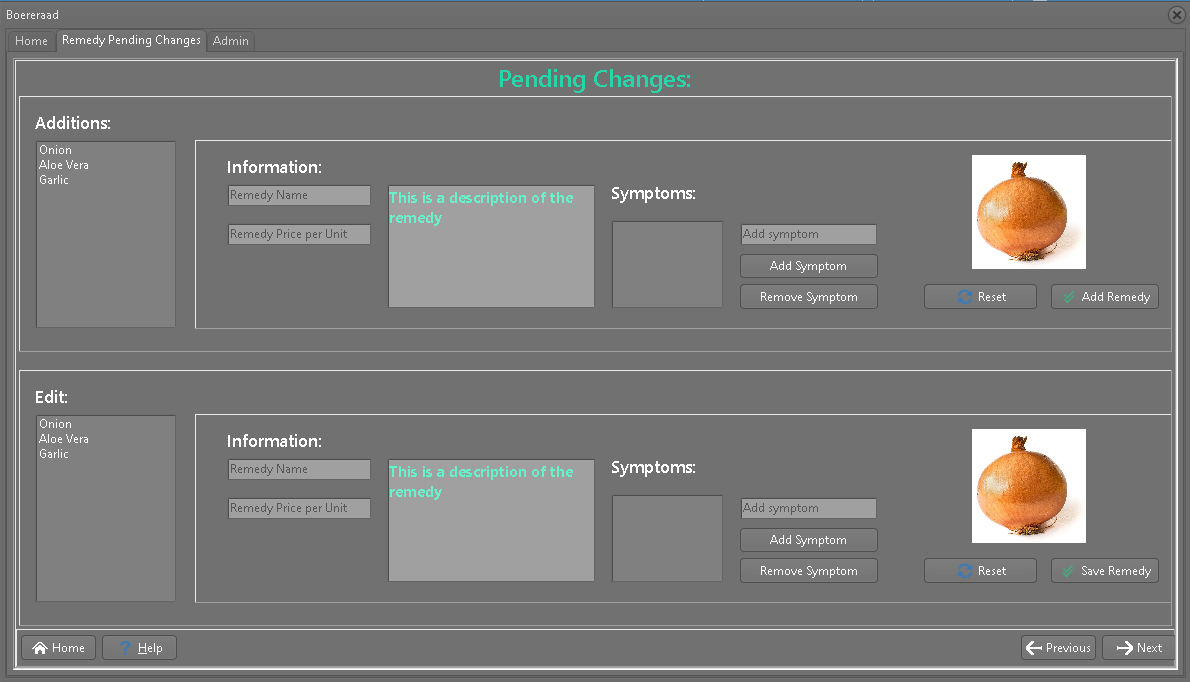 Boereraad
Home Remedy Pending Changes Admin
Pending Changes:
Additions:
Onion
Aloe Vera
Garlic
Information:
Remedy Name
Remedy Price per Unit
This is a description of the
remedy
Symptoms:
Add symptom
Add Symptom
Remove Symptom
Reset
Add Remedy
Edit:
Onion
Aloe Vera
Garlic
Information:
Remedy Name
Remedy Price per Unit
This is a description of the
remedy
Symptoms:
Add symptom
Add Symptom
Remove Symptom
Reset
Save Remedy
Home
? Help
Previous
Next